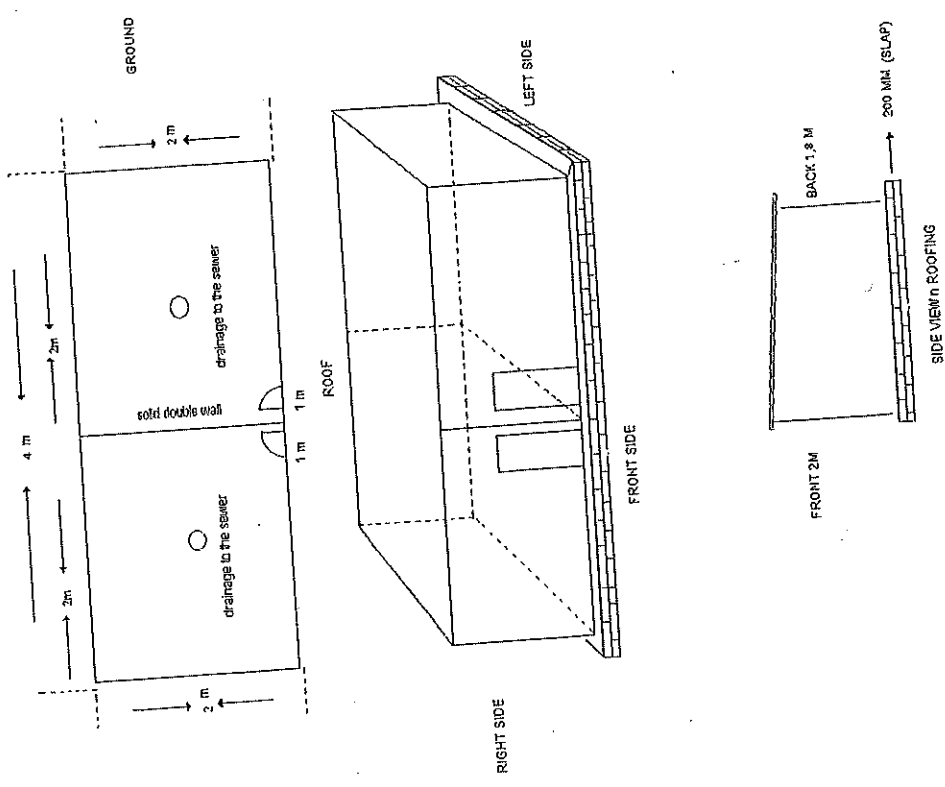 GROUND
4 m
2m
2m
2 m
2 m
solid double wall
drainage to the sewer
drainage to the sewer
1 m
1 m
ROOF
LEFT SIDE
RIGHT SIDE
FRONT SIDE
FRONT 2M
BACK 1,8 M
200 MM (SLAP)
SIDE VIEW n ROOFING